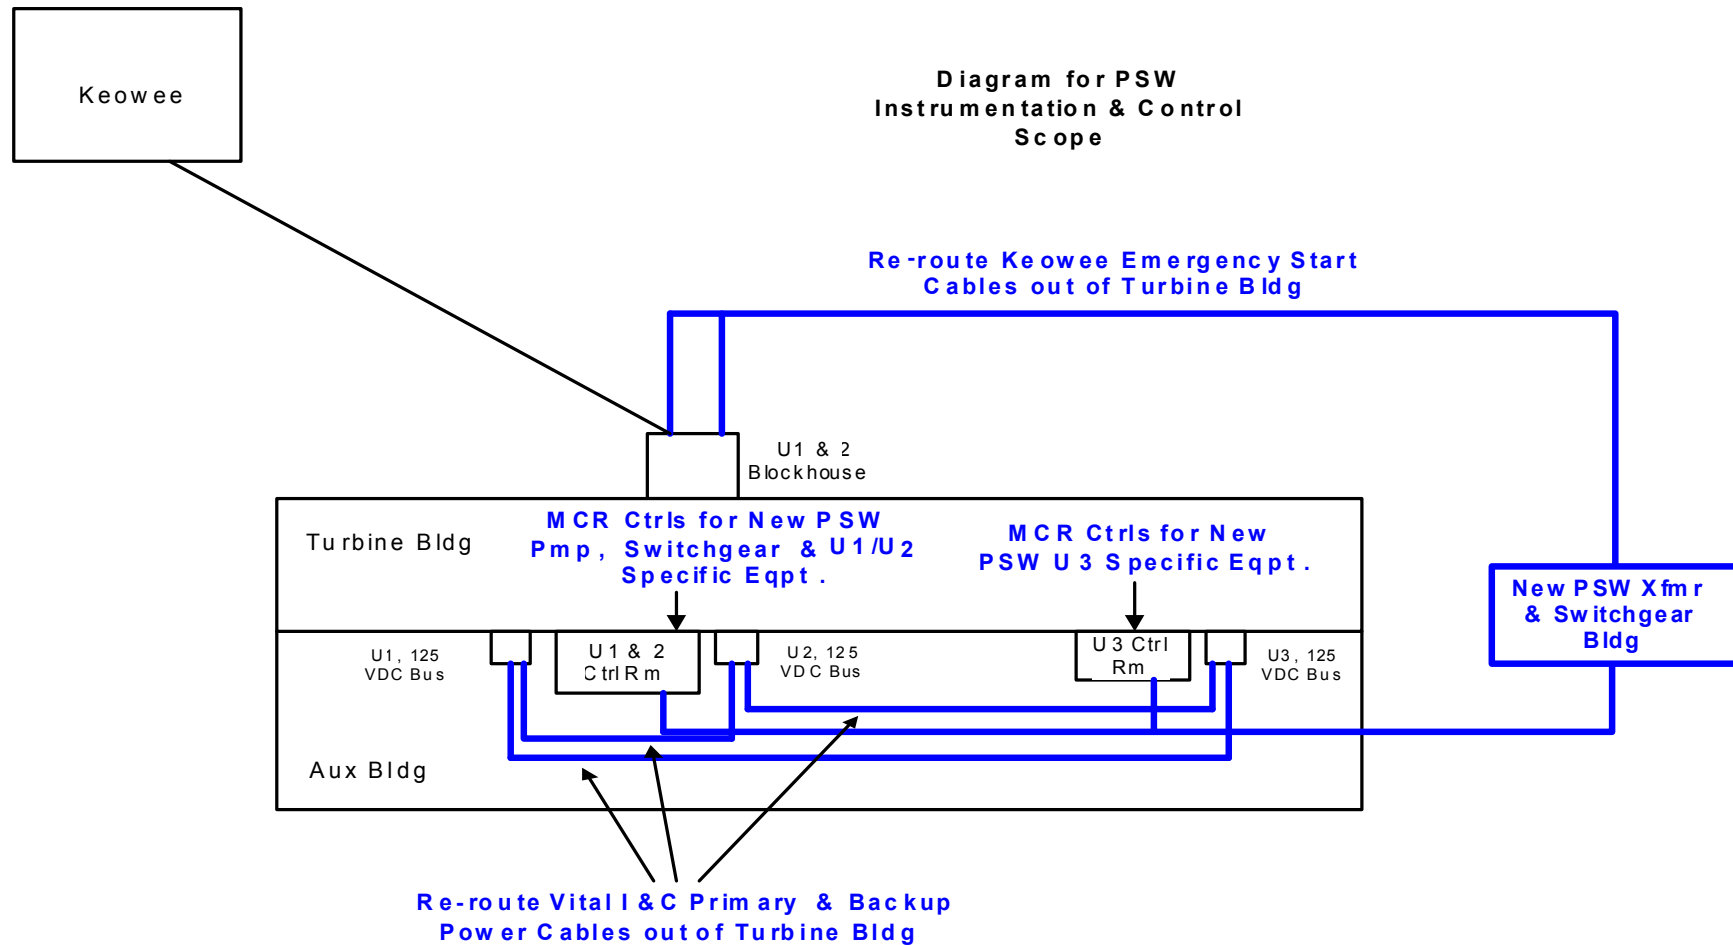 Keowee
Diagram for PSW
Instrumentation & Control
Scope
Re-route Keowee Emergency Start
Cables out of Turbine Bldg
U1 & 2
Blockhouse
Turbine Bldg
MCR Ctrls for New PSW
Pmp, Switchgear & U1/U2
Specific Eqpt.
MCR Ctrls for New
PSW U3 Specific Eqpt.
New PSW Xfmr
& Switchgear
Bldg
U1, 125
VDC Bus
U1 & 2
Ctrl Rm
U2, 125
VDC Bus
U3 Ctrl
Rm
U3, 125
VDC Bus
Aux Bldg
Re-route Vital I & C Primary & Backup
Power Cables out of Turbine Bldg